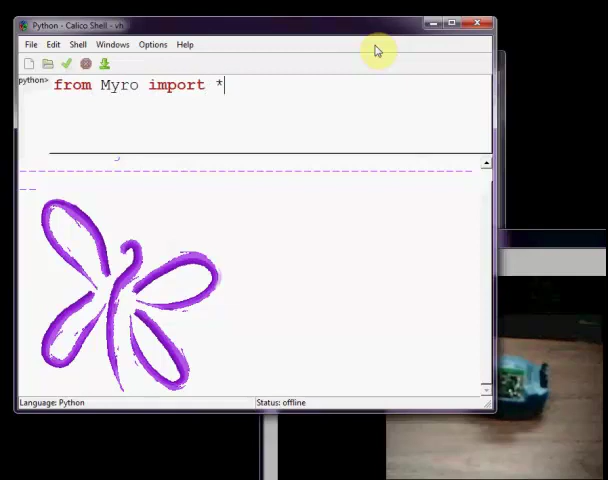 Python - Calico Shell - vh
File Edit Shell Windows Options Help
python> from Myro import *
Language: Python Status: offline